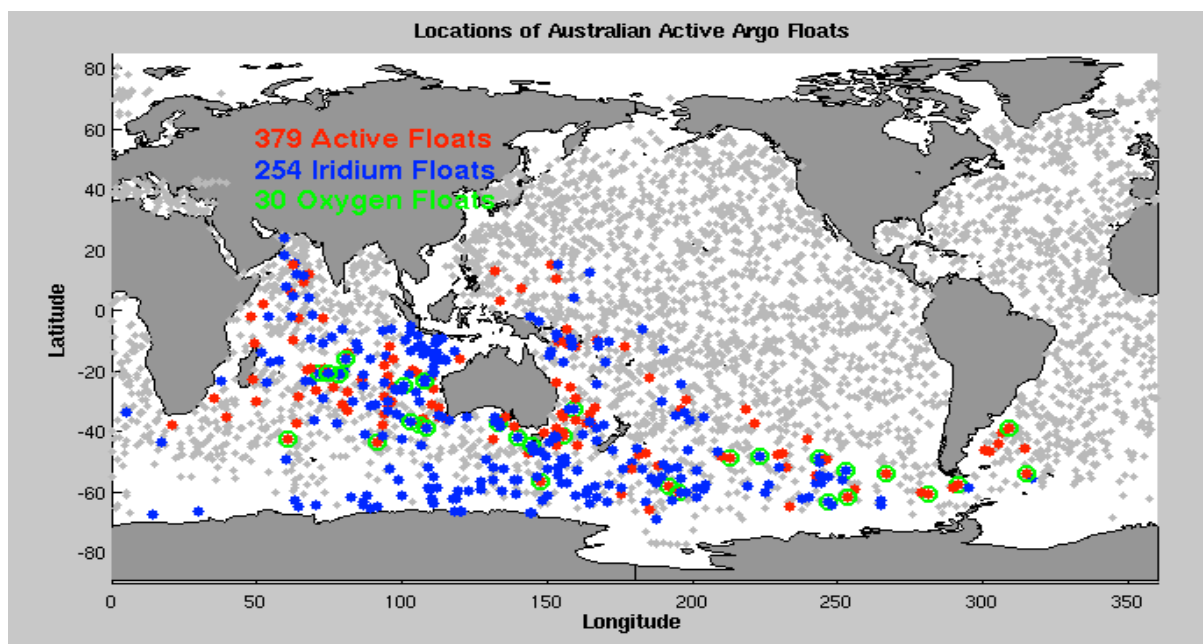 Locations of Australian Active Argo Floats
80
60
40
20
0
-20
-40
-60
-80
Latitude
379 Active Floats
254 Iridium Floats
30 Oxygen Floats
0
50
100
150
200
250
300
350
Longitude